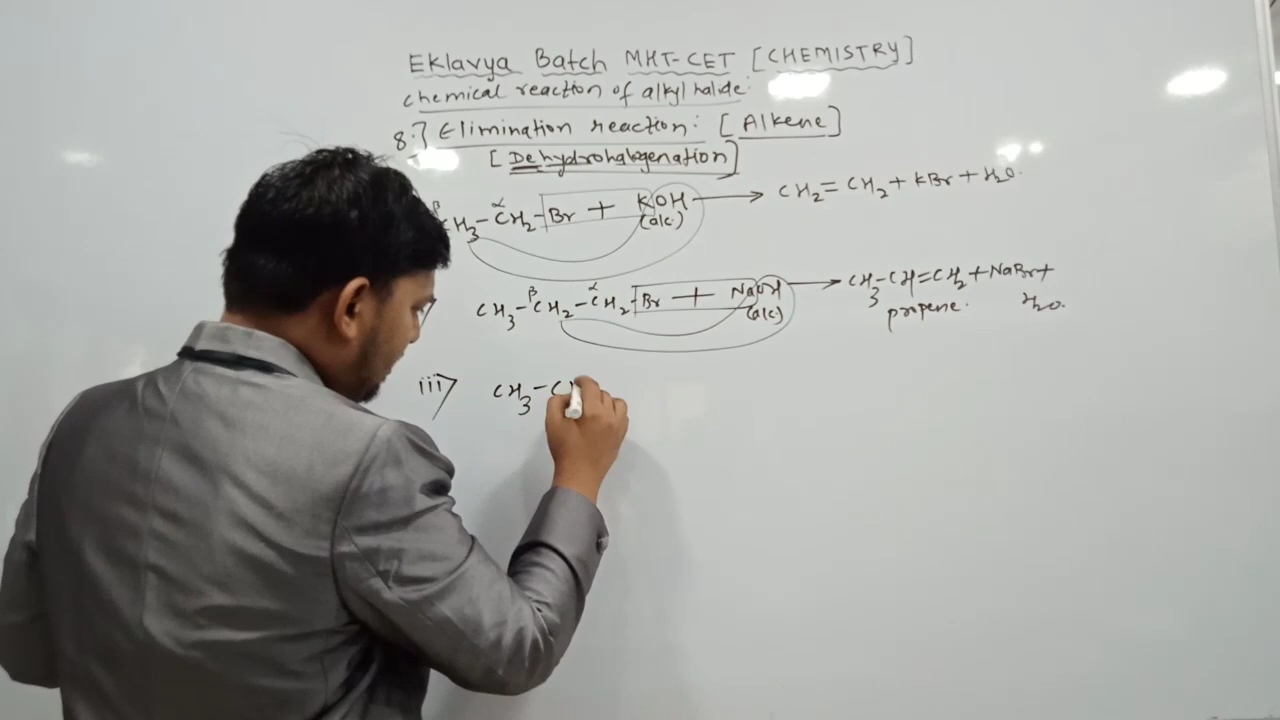 Eklavya Batch MHT-CET [CHEMISTRY]
chemical reaction of alkyl halide:
8.7 Elimination reaction: [Alkene]
[Dehydrohalogenation]
β α
CH₃-CH₂-Br + KOH → CH₂=CH₂+KBr+H₂O.
(alc.)
β α
CH₃-CH₂-CH₂-Br + NaOH → CH₃-CH=CH₂+NaBr+
(alc.) propene. H₂O.
iii> CH₃-C